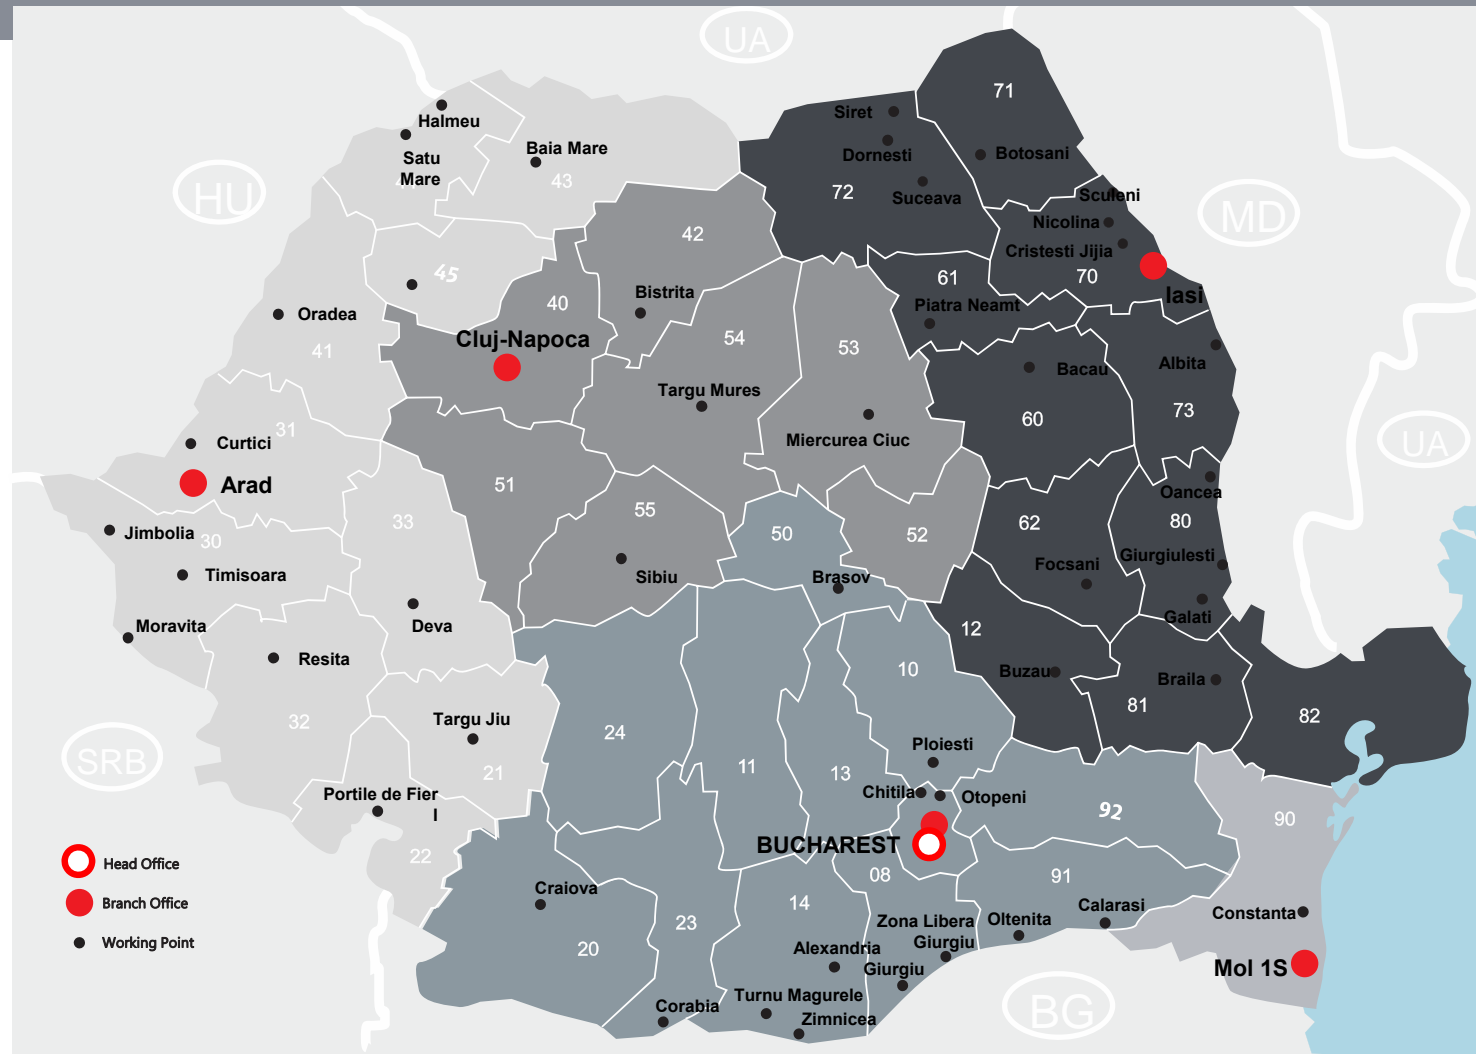 UA
71
Siret
Halmeu
Dornesti
Botosani
Baia Mare
Satu
Mare
43
72
Suceava
Sculeni
HU
MD
Nicolina
42
Cristesti Jijia
45
61
70
40
Bistrita
Iasi
Oradea
Piatra Neamt
Cluj-Napoca
54
53
41
Albita
Bacau
Targu Mures
73
60
31
Curtici
Miercurea Ciuc
UA
Arad
51
Oancea
55
33
62
80
Jimbolia
30
50
52
Giurgiulesti
Focsani
Timisoara
Sibiu
Brasov
Galati
Moravita
Deva
12
Resita
10
Buzau
Braila
81
82
32
Targu Jiu
24
SRB
Ploiesti
11
13
21
Chitila
Otopeni
Portile de Fier
I
92
90
BUCHAREST
22
Head Office
08
91
Craiova
Branch Office
14
Calarasi
Constanta
23
Zona Libera
Giurgiu
Oltenita
Working Point
20
Alexandria
Giurgiu
Mol 1S
Turnu Magurele
Corabia
Zimnicea
BG